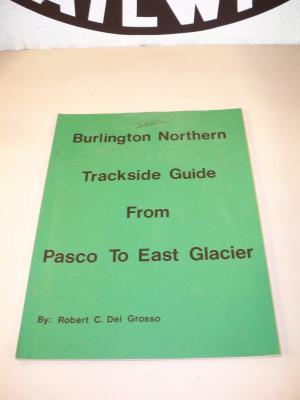 Burlington Northern
Trackside Guide
From
Pasco To East Glacier
By: Robert C. Del Grosso